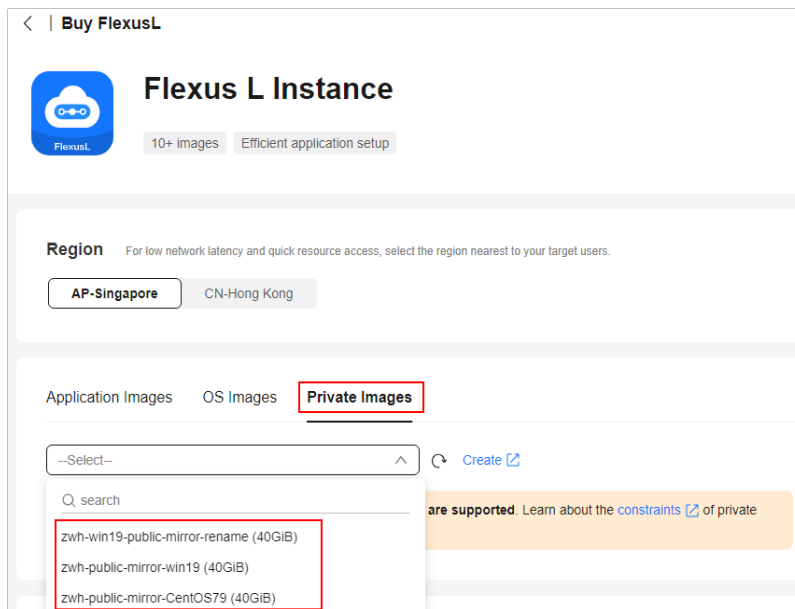 Buy FlexusL
Flexus L Instance
10+ images Efficient application setup
FlexusL
Region For low network latency and quick resource access, select the region nearest to your target users.
AP-Singapore CN-Hong Kong
Application Images OS Images Private Images
--Select-- Create
search
are supported. Learn about the constraints of private
zwh-win19-public-mirror-rename (40GiB)
zwh-public-mirror-win19 (40GiB)
zwh-public-mirror-CentOS79 (40GiB)